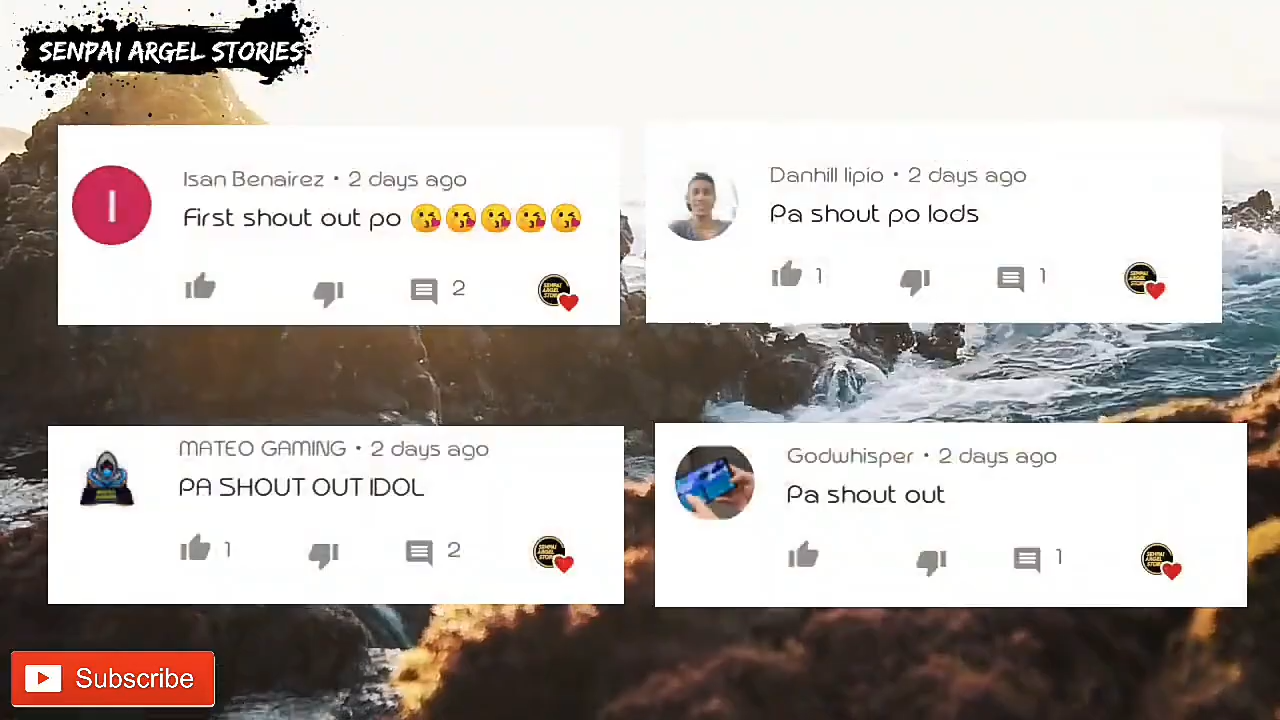 SENPAI ARGEL STORIES
Isan Benairez • 2 days ago
First shout out po 😘😘😘😘😘
2
Danhill lipio • 2 days ago
Pa shout po lods
1 1
MATEO GAMING • 2 days ago
PA SHOUT OUT IDOL
1 2
Godwhisper • 2 days ago
Pa shout out
1
Subscribe